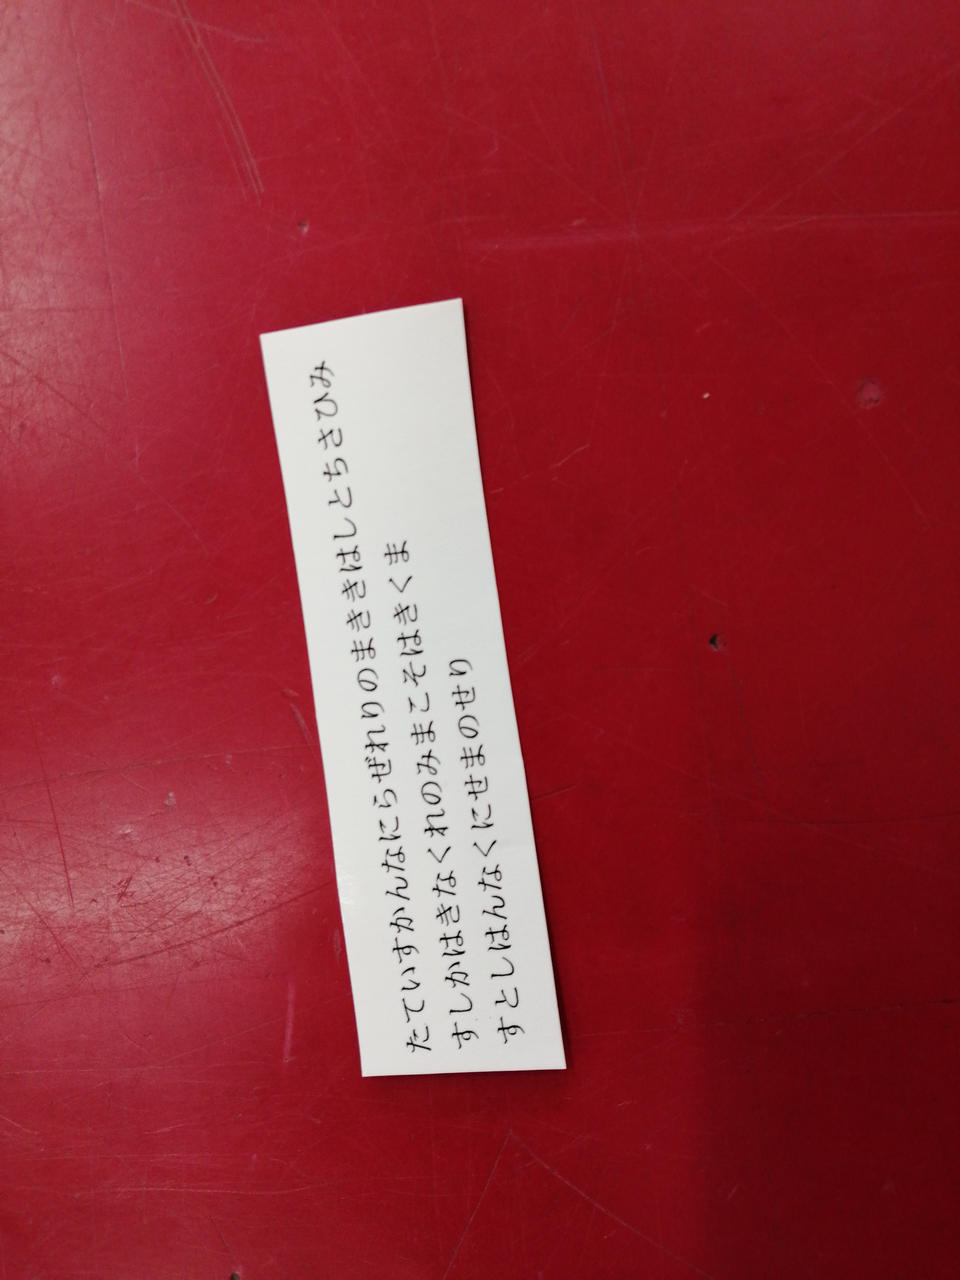 たていすかんなにらぜれりのまききはしとちさひみ
すしかはきなくれのみまこそはきくま
すとしはんなくにせまのせり